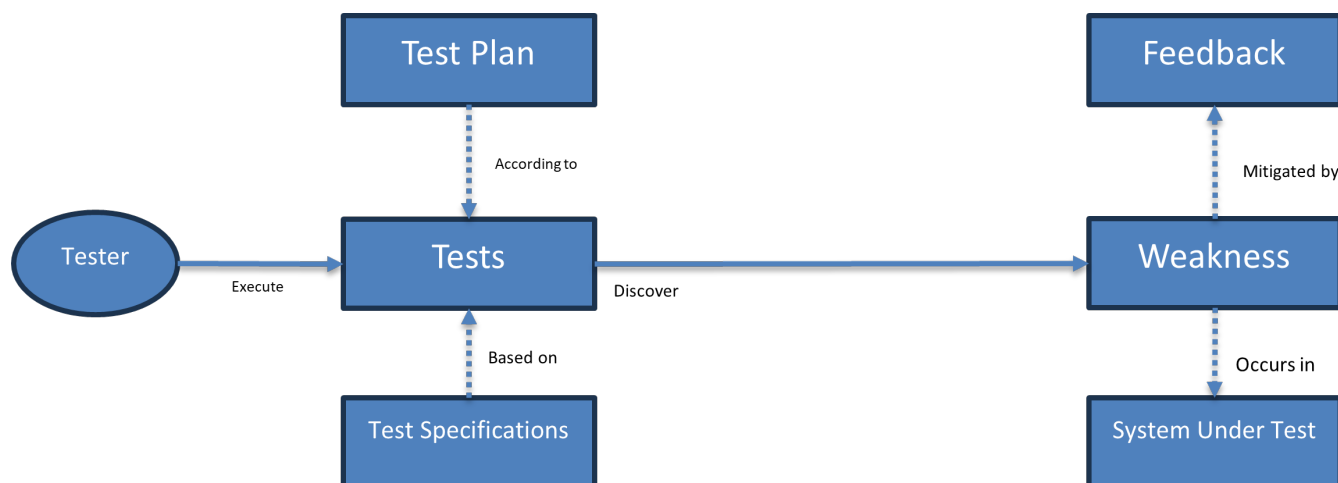 Test Plan
Feedback
According to
Mitigated by
Tester
Tests
Weakness
Execute
Discover
Based on
Occurs in
Test Specifications
System Under Test